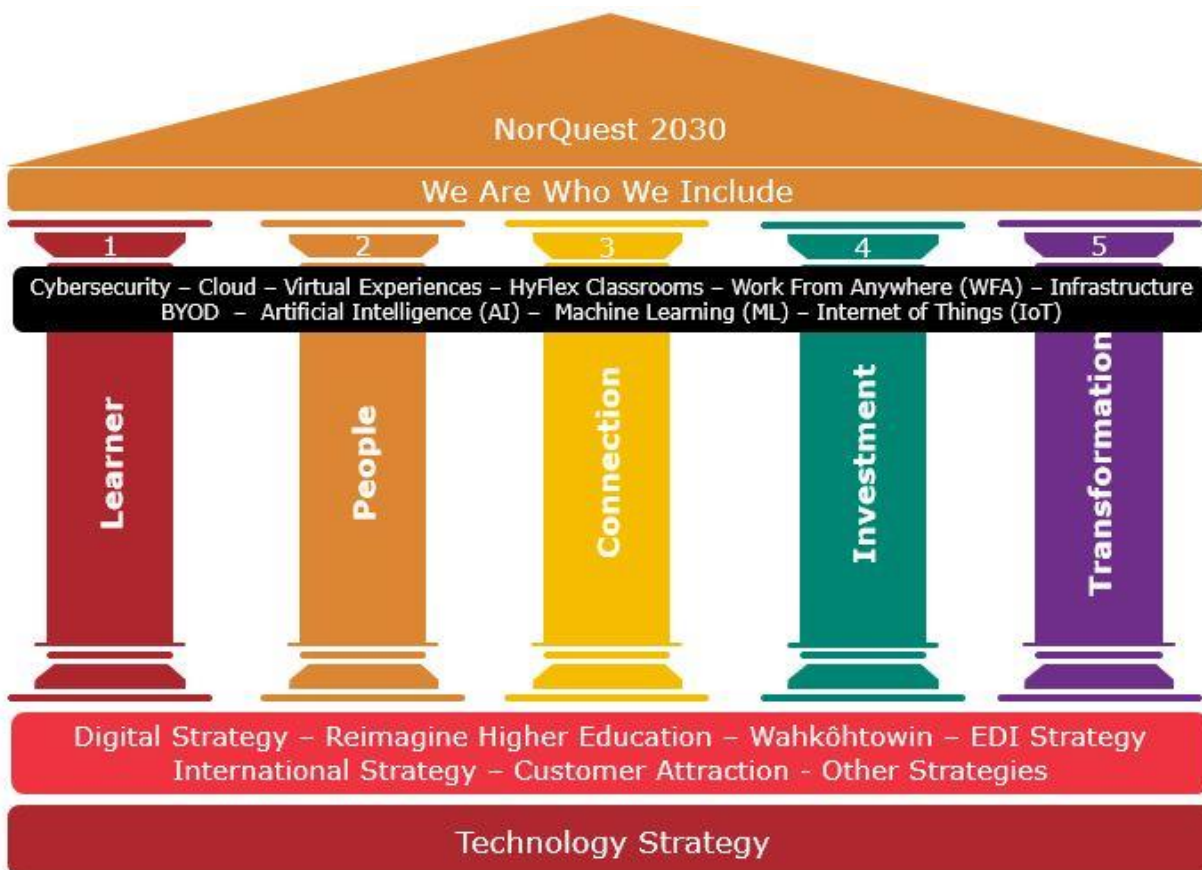 NorQuest 2030
We Are Who We Include
1
2
3
4
5
Cybersecurity – Cloud – Virtual Experiences – HyFlex Classrooms – Work From Anywhere (WFA) – Infrastructure
BYOD – Artificial Intelligence (AI) – Machine Learning (ML) – Internet of Things (IoT)
Learner
People
Connection
Investment
Transformation
Digital Strategy – Reimagine Higher Education – Wahkôhtowin – EDI Strategy
International Strategy – Customer Attraction - Other Strategies
Technology Strategy